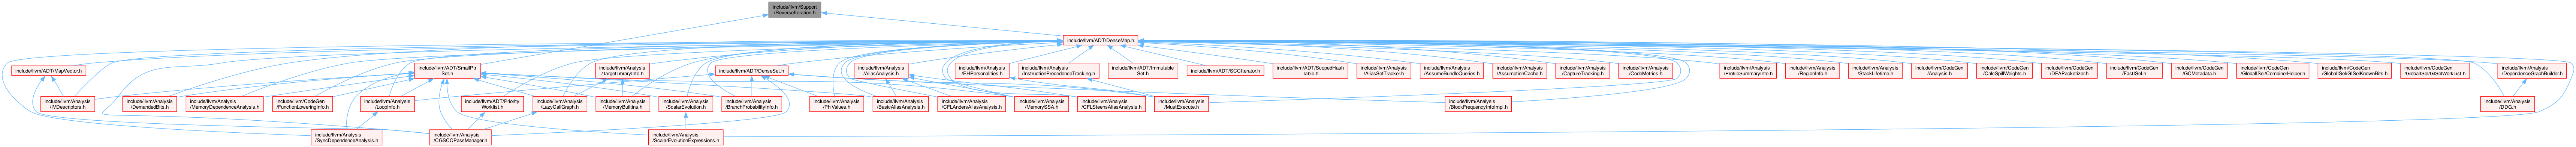 include/llvm/Support
/ReverseIteration.h
include/llvm/ADT/DenseMap.h
include/llvm/ADT/MapVector.h
include/llvm/ADT/SmallPtr
Set.h
include/llvm/Analysis
/TargetLibraryInfo.h
include/llvm/ADT/DenseSet.h
include/llvm/Analysis
/AliasAnalysis.h
include/llvm/Analysis
/EHPersonalities.h
include/llvm/Analysis
/InstructionPrecedenceTracking.h
include/llvm/ADT/Immutable
Set.h
include/llvm/ADT/SCCIterator.h
include/llvm/ADT/ScopedHash
Table.h
include/llvm/Analysis
/AliasSetTracker.h
include/llvm/Analysis
/AssumeBundleQueries.h
include/llvm/Analysis
/AssumptionCache.h
include/llvm/Analysis
/CaptureTracking.h
include/llvm/Analysis
/CodeMetrics.h
include/llvm/Analysis
/ProfileSummaryInfo.h
include/llvm/Analysis
/RegionInfo.h
include/llvm/Analysis
/StackLifetime.h
include/llvm/CodeGen
/Analysis.h
include/llvm/CodeGen
/CalcSpillWeights.h
include/llvm/CodeGen
/DFAPacketizer.h
include/llvm/CodeGen
/FastISel.h
include/llvm/CodeGen
/GCMetadata.h
include/llvm/CodeGen
/GlobalISel/CombinerHelper.h
include/llvm/CodeGen
/GlobalISel/GISelKnownBits.h
include/llvm/CodeGen
/GlobalISel/GISelWorkList.h
include/llvm/Analysis
/DependenceGraphBuilder.h
include/llvm/Analysis
/IVDescriptors.h
include/llvm/Analysis
/DemandedBits.h
include/llvm/Analysis
/MemoryDependenceAnalysis.h
include/llvm/CodeGen
/FunctionLoweringInfo.h
include/llvm/Analysis
/LoopInfo.h
include/llvm/ADT/Priority
Worklist.h
include/llvm/Analysis
/LazyCallGraph.h
include/llvm/Analysis
/MemoryBuiltins.h
include/llvm/Analysis
/ScalarEvolution.h
include/llvm/Analysis
/BranchProbabilityInfo.h
include/llvm/Analysis
/PhiValues.h
include/llvm/Analysis
/BasicAliasAnalysis.h
include/llvm/Analysis
/CFLAndersAliasAnalysis.h
include/llvm/Analysis
/MemorySSA.h
include/llvm/Analysis
/CFLSteensAliasAnalysis.h
include/llvm/Analysis
/MustExecute.h
include/llvm/Analysis
/BlockFrequencyInfoImpl.h
include/llvm/Analysis
/DDG.h
include/llvm/Analysis
/SyncDependenceAnalysis.h
include/llvm/Analysis
/CGSCCPassManager.h
include/llvm/Analysis
/ScalarEvolutionExpressions.h